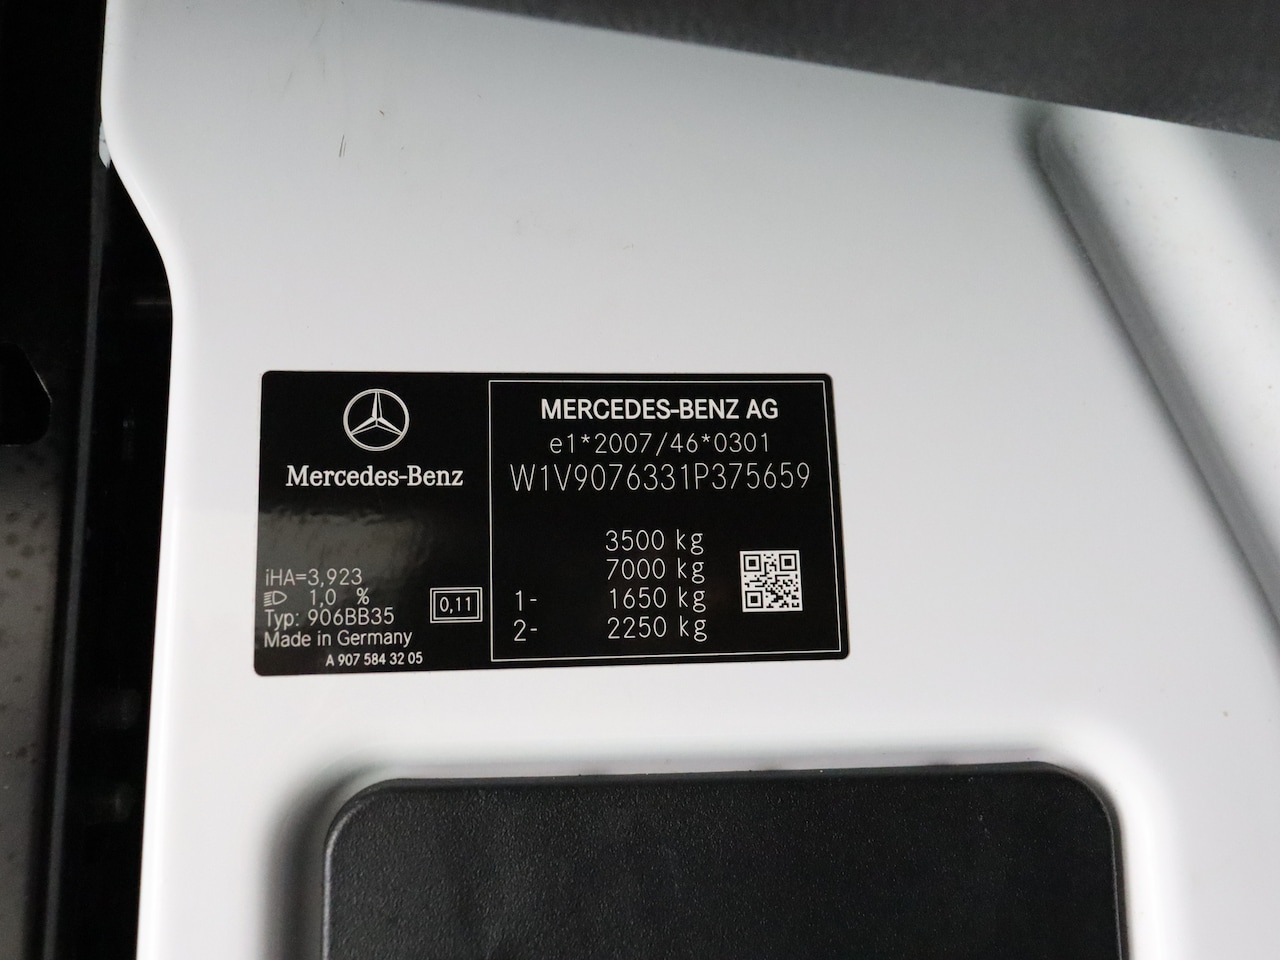 Mercedes-Benz
iHA=3,923
1,0 %
Typ: 906BB35
Made in Germany
A 907 584 32 05
0,11
MERCEDES-BENZ AG
e1*2007/46*0301
W1V9076331P375659
3500 kg
7000 kg
1- 1650 kg
2- 2250 kg